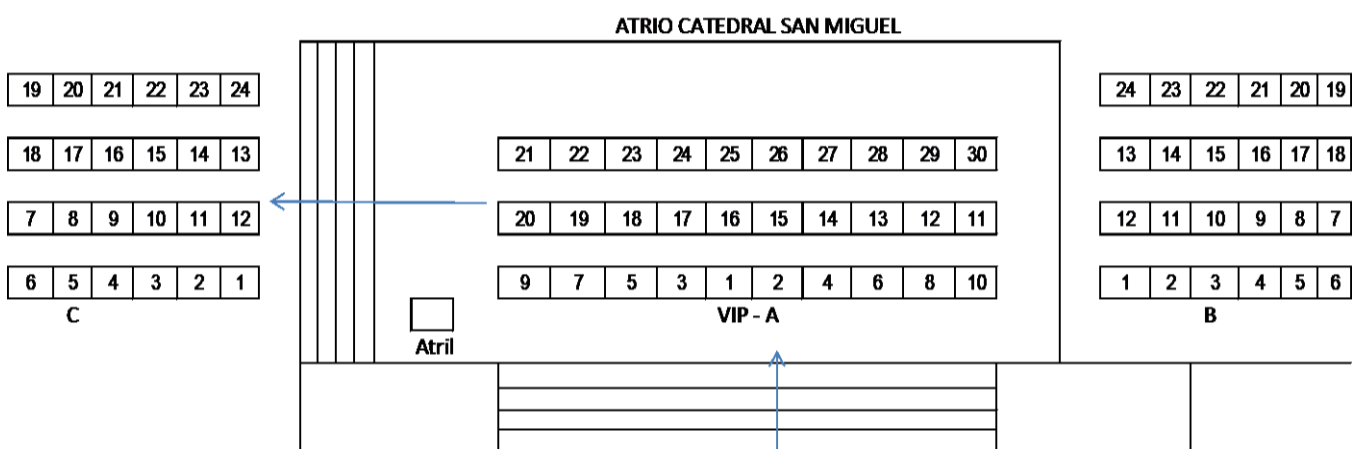 ATRIO CATEDRAL SAN MIGUEL
19 20 21 22 23 24
24 23 22 21 20 19
18 17 16 15 14 13
21 22 23 24 25 26 27 28 29 30
13 14 15 16 17 18
7 8 9 10 11 12
20 19 18 17 16 15 14 13 12 11
12 11 10 9 8 7
6 5 4 3 2 1
9 7 5 3 1 2 4 6 8 10
1 2 3 4 5 6
C
VIP - A
B
Atril